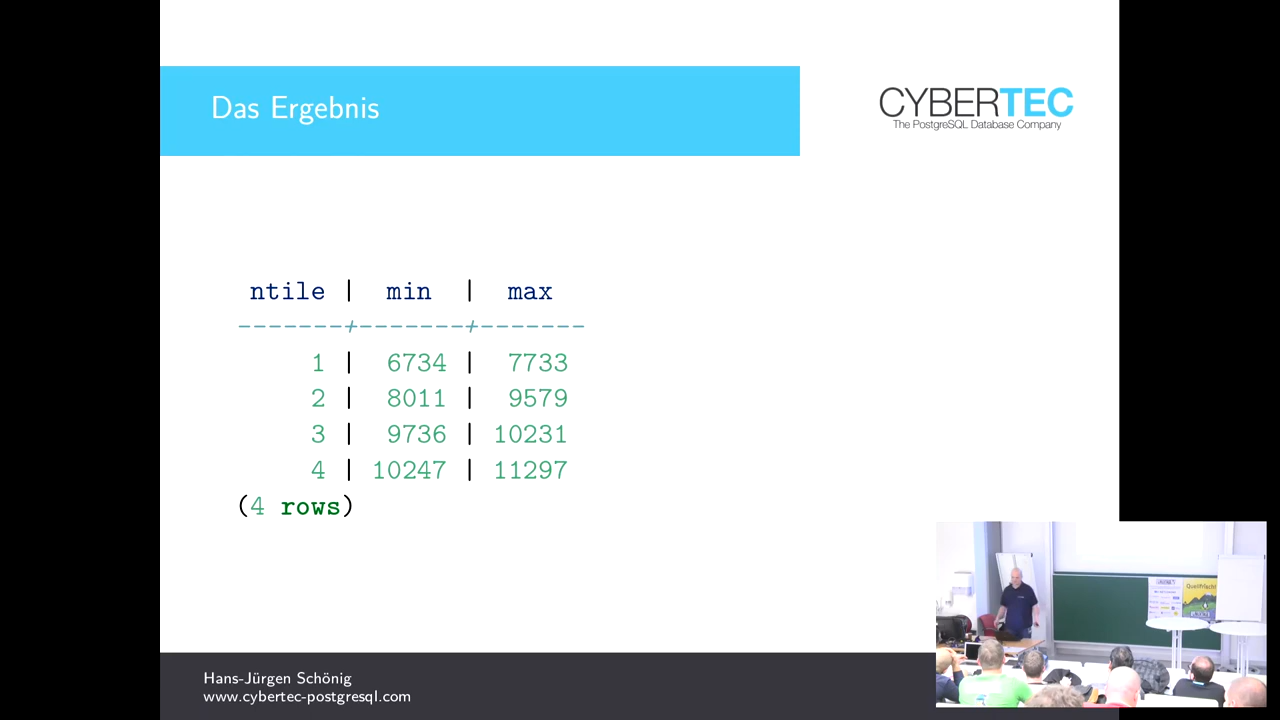 Das Ergebnis
CYBERTEC
The PostgreSQL Database Company
ntile | min | max
-------+-------+-------
1 | 6734 | 7733
2 | 8011 | 9579
3 | 9736 | 10231
4 | 10247 | 11297
(4 rows)
Hans-Jürgen Schönig
www.cybertec-postgresql.com